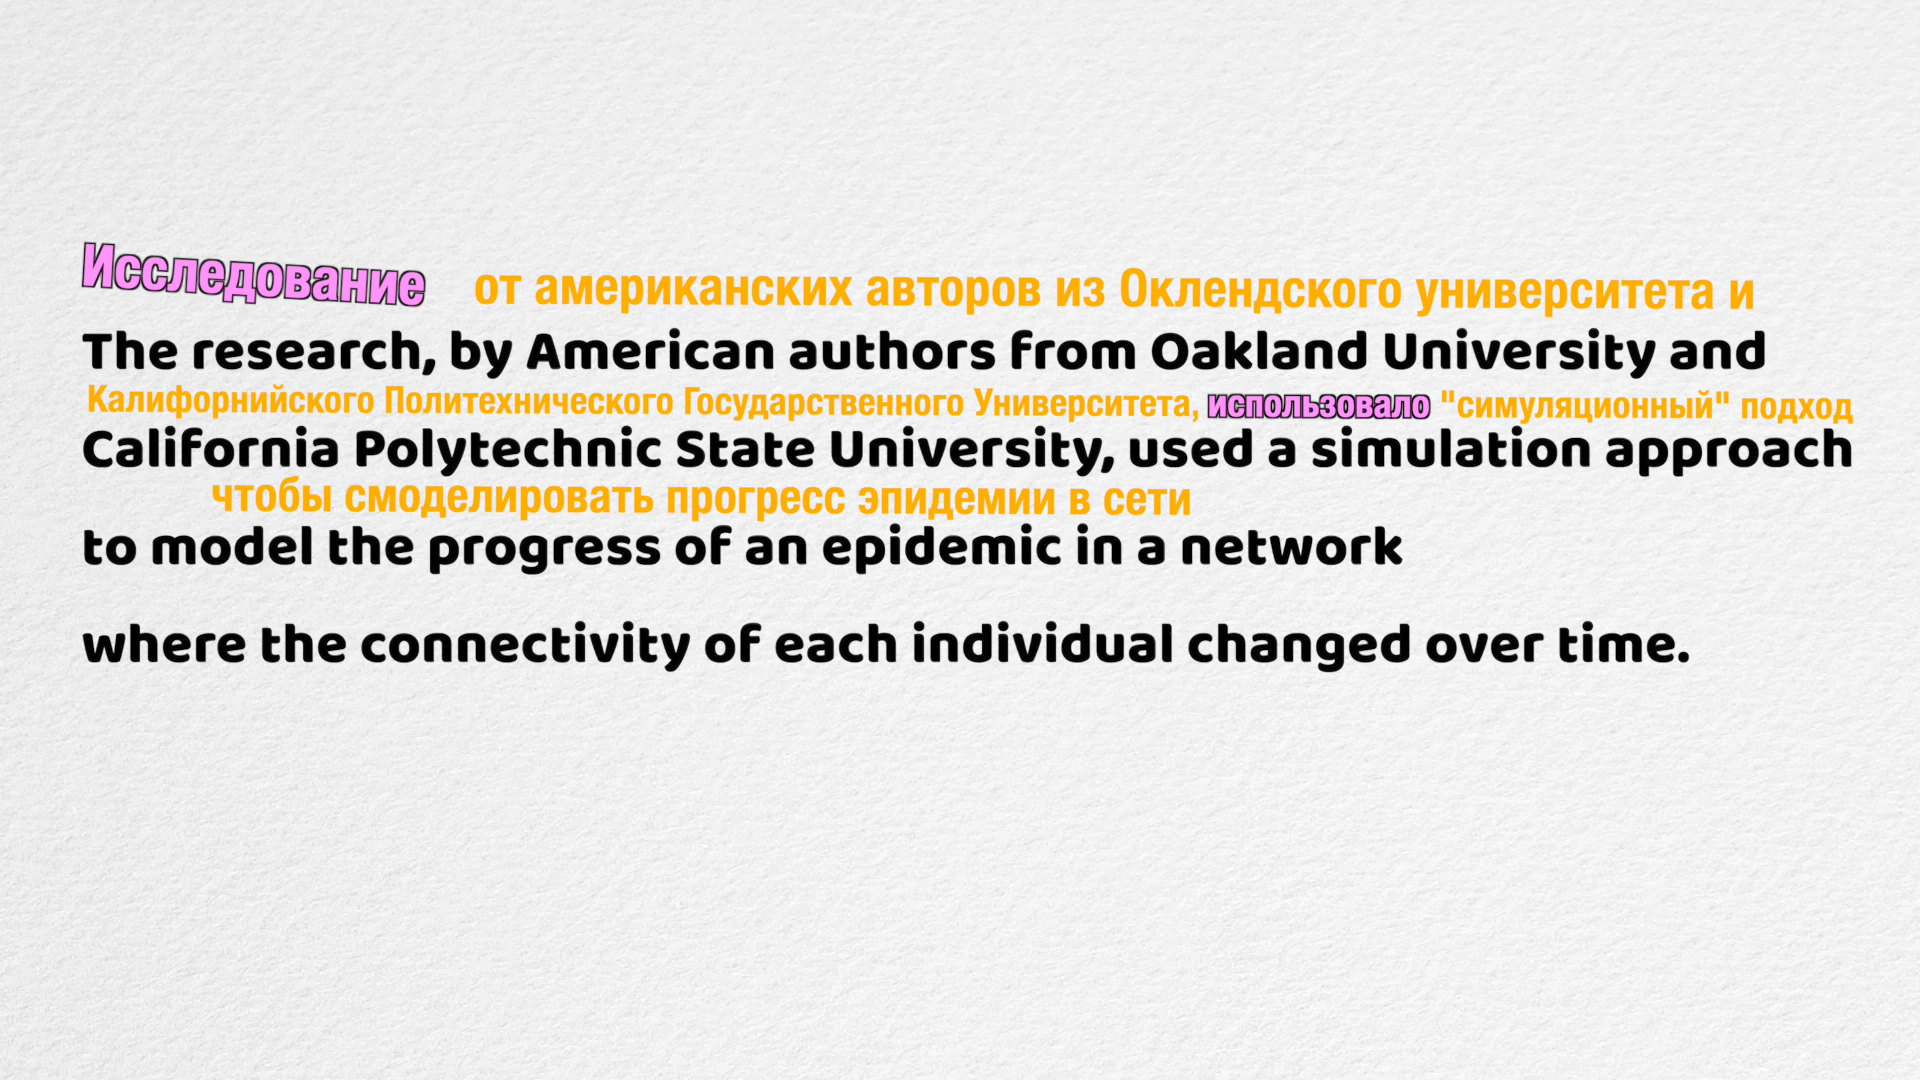 Исследование от американских авторов из Оклендского университета и
The research, by American authors from Oakland University and
Калифорнийского Политехнического Государственного Университета, использовало "симуляционный" подход
California Polytechnic State University, used a simulation approach
чтобы смоделировать прогресс эпидемии в сети
to model the progress of an epidemic in a network
where the connectivity of each individual changed over time.